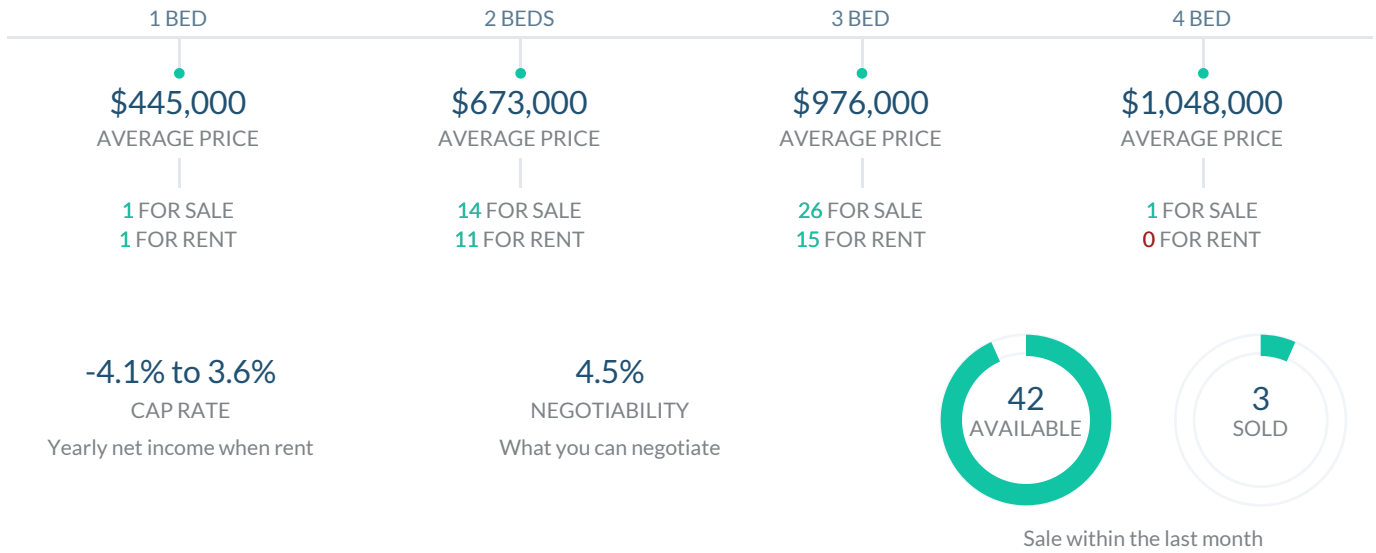 1 BED
2 BEDS
3 BED
4 BED
$445,000
$673,000
$976,000
$1,048,000
AVERAGE PRICE
AVERAGE PRICE
AVERAGE PRICE
AVERAGE PRICE
1 FOR SALE
14 FOR SALE
26 FOR SALE
1 FOR SALE
1 FOR RENT
11 FOR RENT
15 FOR RENT
0 FOR RENT
-4.1% to 3.6%
CAP RATE
Yearly net income when rent
4.5%
NEGOTIABILITY
What you can negotiate
42
AVAILABLE
3
SOLD
Sale within the last month